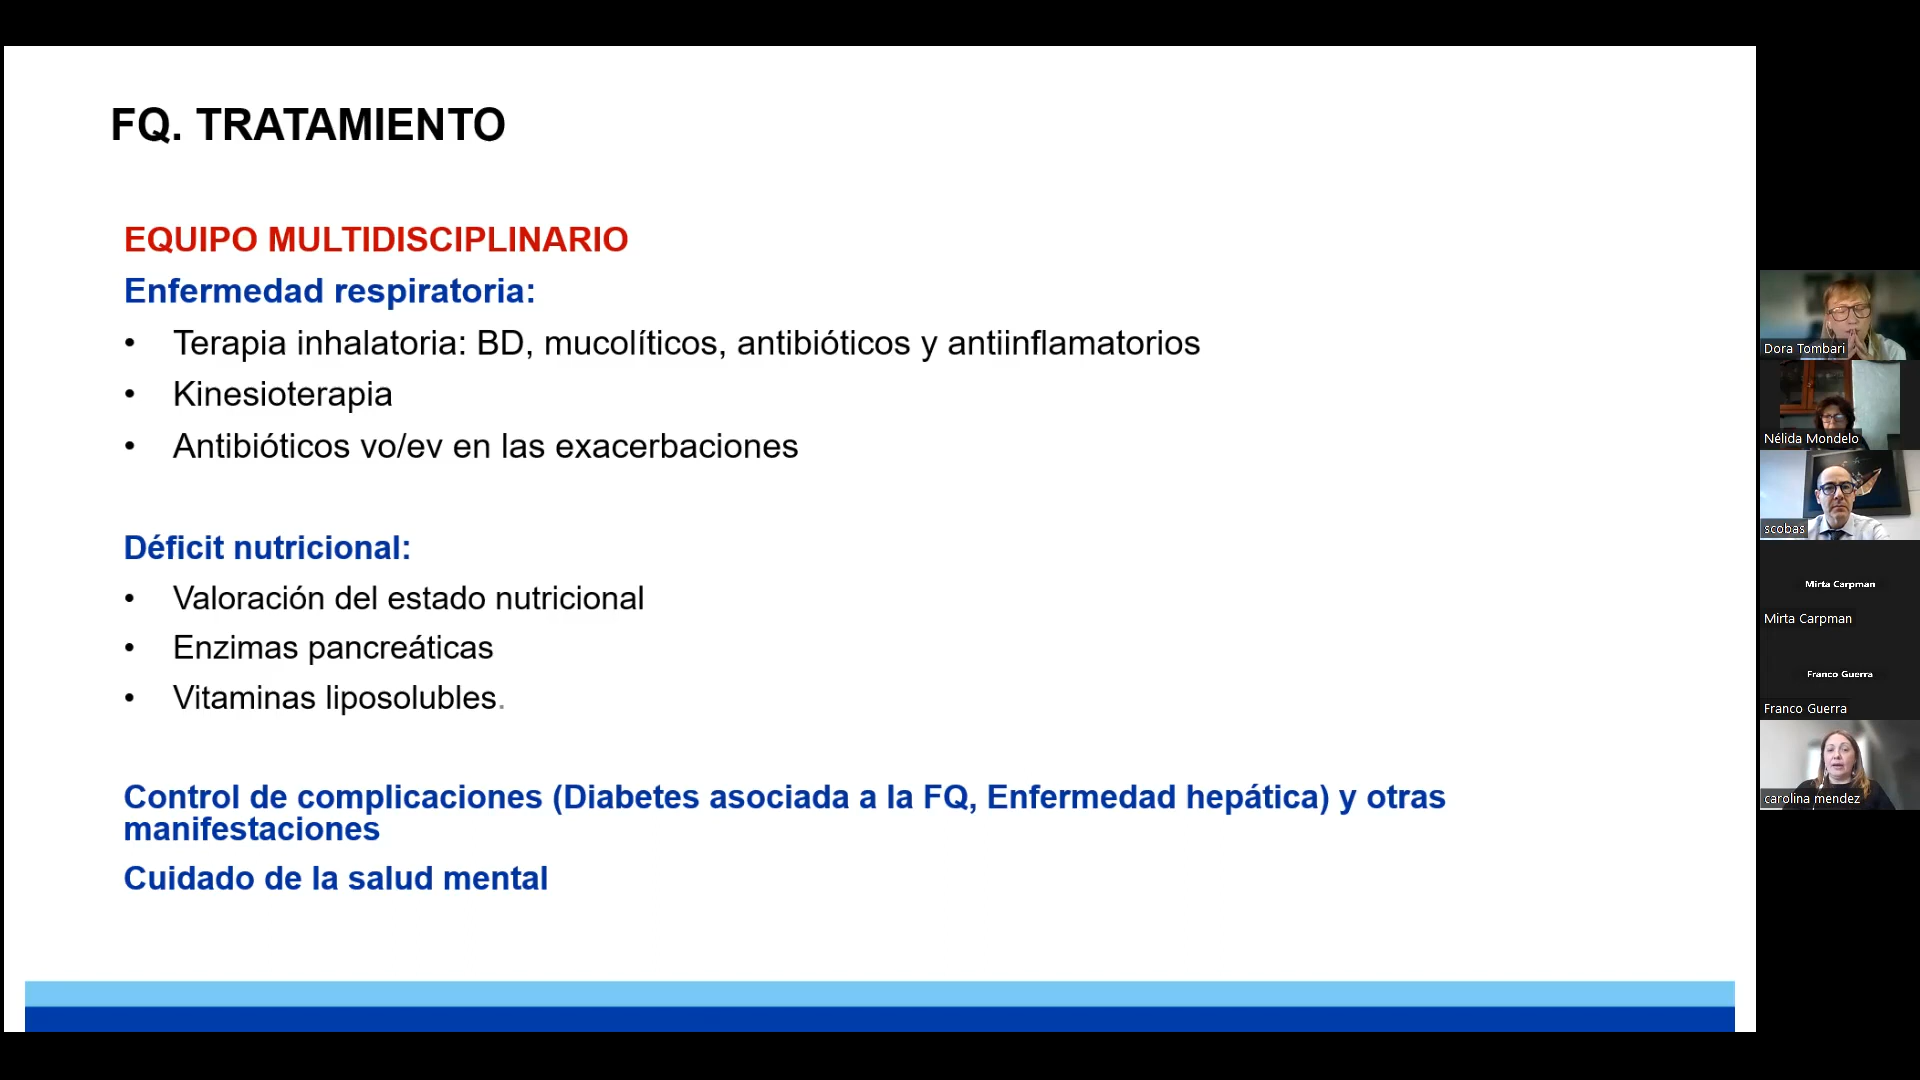 FQ. TRATAMIENTO
EQUIPO MULTIDISCIPLINARIO
Enfermedad respiratoria:
• Terapia inhalatoria: BD, mucolíticos, antibióticos y antiinflamatorios
• Kinesioterapia
• Antibióticos vo/ev en las exacerbaciones
Déficit nutricional:
• Valoración del estado nutricional
• Enzimas pancreáticas
• Vitaminas liposolubles.
Control de complicaciones (Diabetes asociada a la FQ, Enfermedad hepática) y otras
manifestaciones
Cuidado de la salud mental
Dora Tombari
Nélida Mondelo
scobas
Mirta Carpman
Mirta Carpman
Franco Guerra
Franco Guerra
carolina mendez